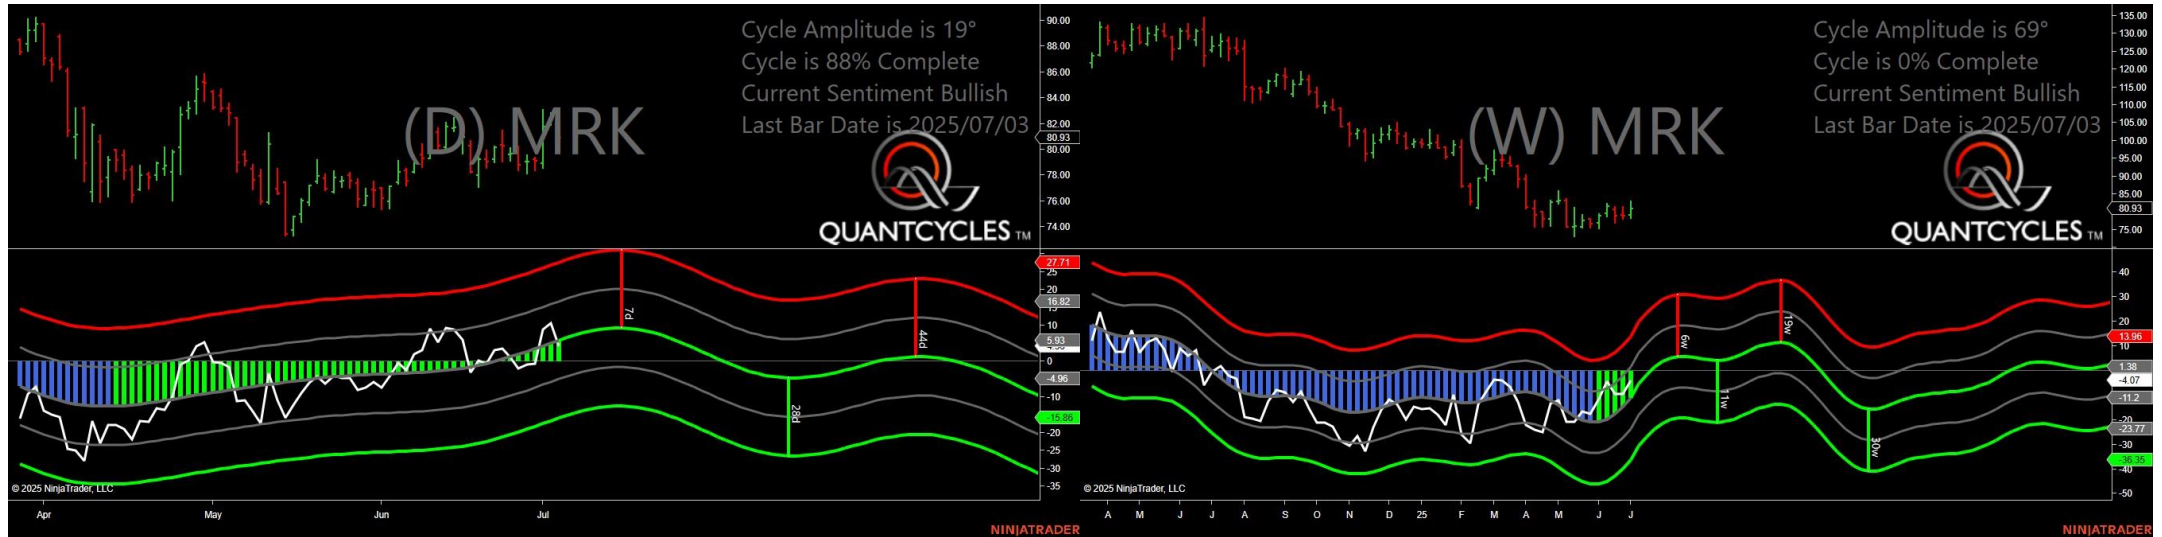 Cycle Amplitude is 19°
Cycle is 88% Complete
Current Sentiment Bullish
Last Bar Date is 2025/07/03
(D) MRK
QUANTCYCLES TM
90.00
88.00
86.00
84.00
82.00
80.93
80.00
78.00
76.00
74.00
27.71
25
20
16.82
15
10
5.93
0
-4.96
-10
-15.86
-20
-25
-30
-35
7d
28d
44d
© 2025 NinjaTrader, LLC
Apr
May
Jun
Jul
NINJATRADER
Cycle Amplitude is 69°
Cycle is 0% Complete
Current Sentiment Bullish
Last Bar Date is 2025/07/03
(W) MRK
QUANTCYCLES TM
135.00
130.00
125.00
120.00
115.00
110.00
105.00
100.00
95.00
90.00
85.00
80.93
75.00
40
30
20
13.96
10
1.38
-4.07
-11.2
-20
-23.77
-30
-36.35
-40
-50
6w
11w
19w
30w
© 2025 NinjaTrader, LLC
A M J J A S O N D 25 F M A M J J
NINJATRADER